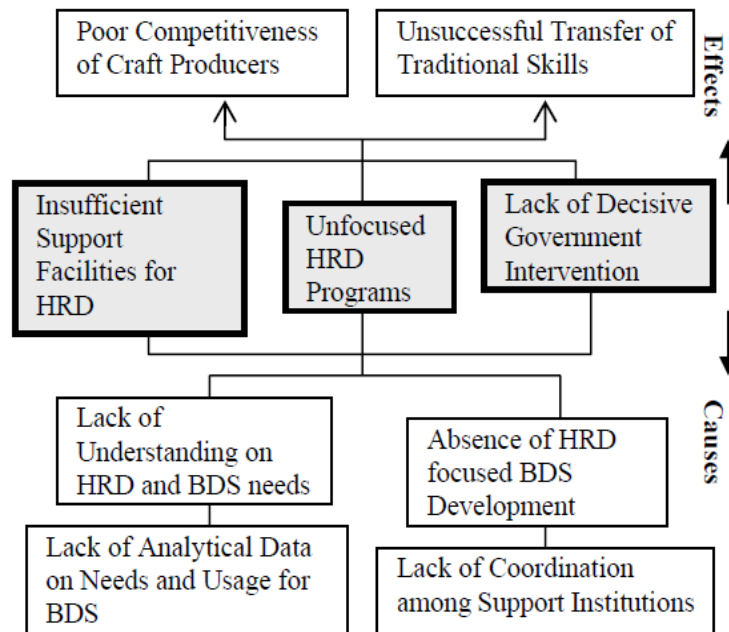 Poor Competitiveness
of Craft Producers
Unsuccessful Transfer of
Traditional Skills
Effects
Insufficient
Support
Facilities for
HRD
Unfocused
HRD
Programs
Lack of Decisive
Government
Intervention
Causes
Lack of
Understanding on
HRD and BDS needs
Absence of HRD
focused BDS
Development
Lack of Analytical Data
on Needs and Usage for
BDS
Lack of Coordination
among Support Institutions